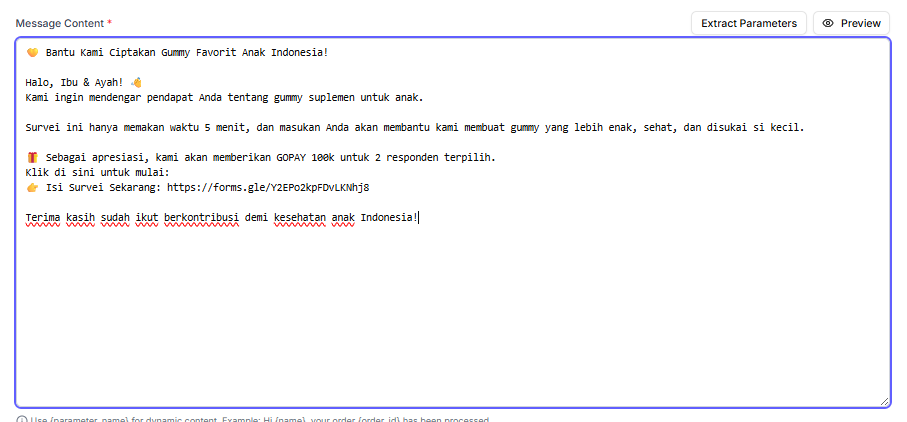 Message Content *
Extract Parameters
Preview
🧡 Bantu Kami Ciptakan Gummy Favorit Anak Indonesia!
Halo, Ibu & Ayah! 👋
Kami ingin mendengar pendapat Anda tentang gummy suplemen untuk anak.
Survei ini hanya memakan waktu 5 menit, dan masukan Anda akan membantu kami membuat gummy yang lebih enak, sehat, dan disukai si kecil.
🎁 Sebagai apresiasi, kami akan memberikan GOPAY 100k untuk 2 responden terpilih.
Klik di sini untuk mulai:
👉 Isi Survei Sekarang: https://forms.gle/Y2EPo2kpFDvLKNhj8
Terima kasih sudah ikut berkontribusi demi kesehatan anak Indonesia!
Use {parameter_name} for dynamic content. Example: Hi {name}, your order {order_id} has been processed.